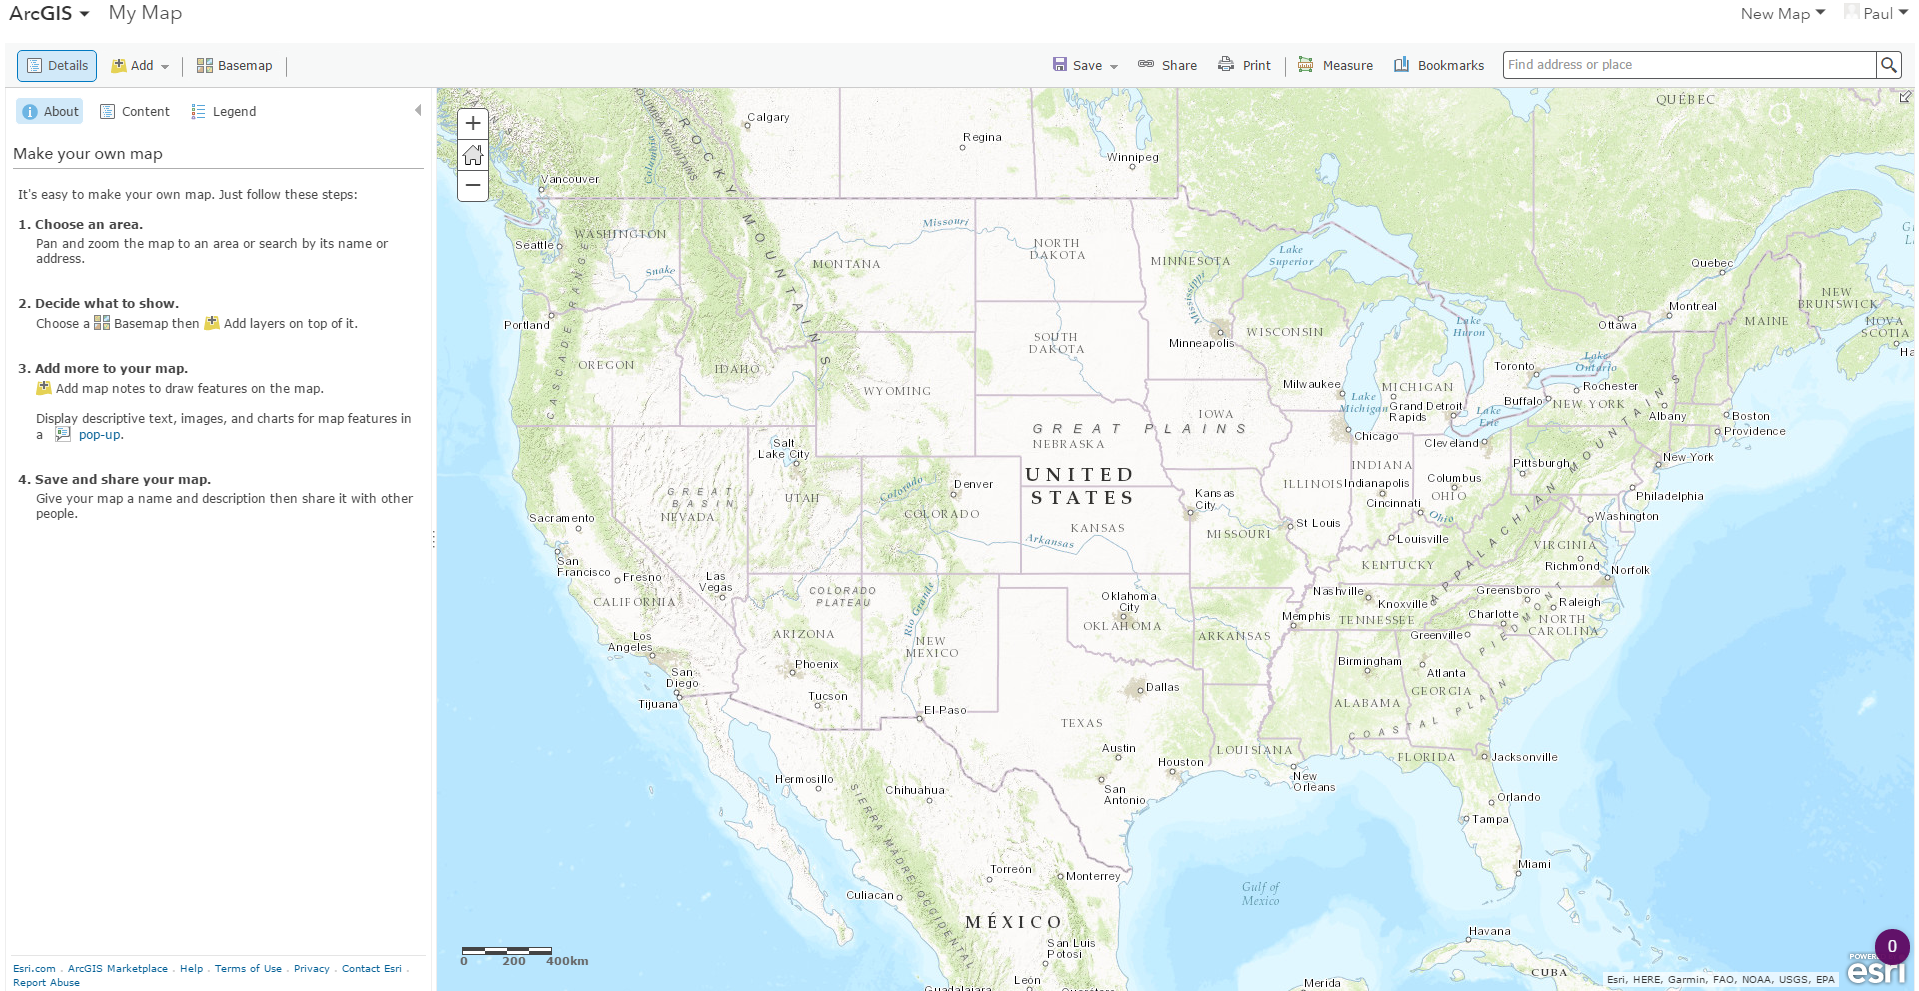 ArcGIS My Map New Map Paul
Details Add Basemap Save Share Print Measure Bookmarks Find address or place
About Content Legend
Make your own map
It's easy to make your own map. Just follow these steps:
1. Choose an area.
Pan and zoom the map to an area or search by its name or
address.
2. Decide what to show.
Choose a Basemap then Add layers on top of it.
3. Add more to your map.
Add map notes to draw features on the map.
Display descriptive text, images, and charts for map features in
a pop-up.
4. Save and share your map.
Give your map a name and description then share it with other
people.
Esri.com . ArcGIS Marketplace . Help . Terms of Use . Privacy . Contact Esri .
Report Abuse
+
−
QUÉBEC
Calgary
Regina
Winnipeg
COLUMBIA MOUNTAINS
Columbia
ROCKY MOUNTAINS
Vancouver
Seattle
WASHINGTON
Missouri
MONTANA
NORTH
DAKOTA
MINNESOTA
Lake
Superior
Quebec
NEW
BRUNSWICK
Snake
Mississippi
Montreal
MAINE
NOVA
SCOTIA
Portland
CASCADE RANGE
OREGON
IDAHO
SOUTH
DAKOTA
Minneapolis
WISCONSIN
Lake
Huron
Ottawa
Toronto
Lake
Ontario
WYOMING
Milwaukee
MICHIGAN
Rochester
Lake
Michigan
Grand
Rapids
Detroit
Lake
Erie
Buffalo
NEW YORK
Albany
Boston
Providence
IOWA
GREAT PLAINS
NEBRASKA
Chicago
Cleveland
Salt
Lake City
UNITED
STATES
INDIANA
Pittsburgh
New York
GREAT
BASIN
NEVADA
UTAH
Colorado
Denver
COLORADO
Kansas
City
ILLINOIS
Indianapolis
Columbus
OHIO
Philadelphia
Sacramento
KANSAS
Arkansas
MISSOURI
St Louis
Cincinnati
Ohio
Washington
Louisville
APPALACHIAN MOUNTAINS
VIRGINIA
Richmond
Norfolk
San
Francisco
Fresno
Las
Vegas
KENTUCKY
CALIFORNIA
COLORADO
PLATEAU
Rio Grande
Oklahoma
City
OKLAHOMA
Nashville
Knoxville
Greensboro
Raleigh
Memphis
TENNESSEE
Charlotte
NORTH
CAROLINA
Los
Angeles
ARIZONA
NEW
MEXICO
ARKANSAS
Greenville
PIEDMONT
San
Diego
Tijuana
Phoenix
Tucson
Dallas
Birmingham
Atlanta
GEORGIA
ALABAMA
COASTAL PLAIN
El Paso
TEXAS
Austin
Houston
LOUISIANA
FLORIDA
Jacksonville
Hermosillo
Chihuahua
San
Antonio
New
Orleans
Orlando
Tampa
SIERRA MADRE OCCIDENTAL
Miami
Torreón
Monterrey
Culiacan
Gulf of
Mexico
MÉXICO
San Luis
Potosi
Havana
León
CUBA
Merida
Guadalajara
0 200 400km
0
Esri, HERE, Garmin, FAO, NOAA, USGS, EPA
esri